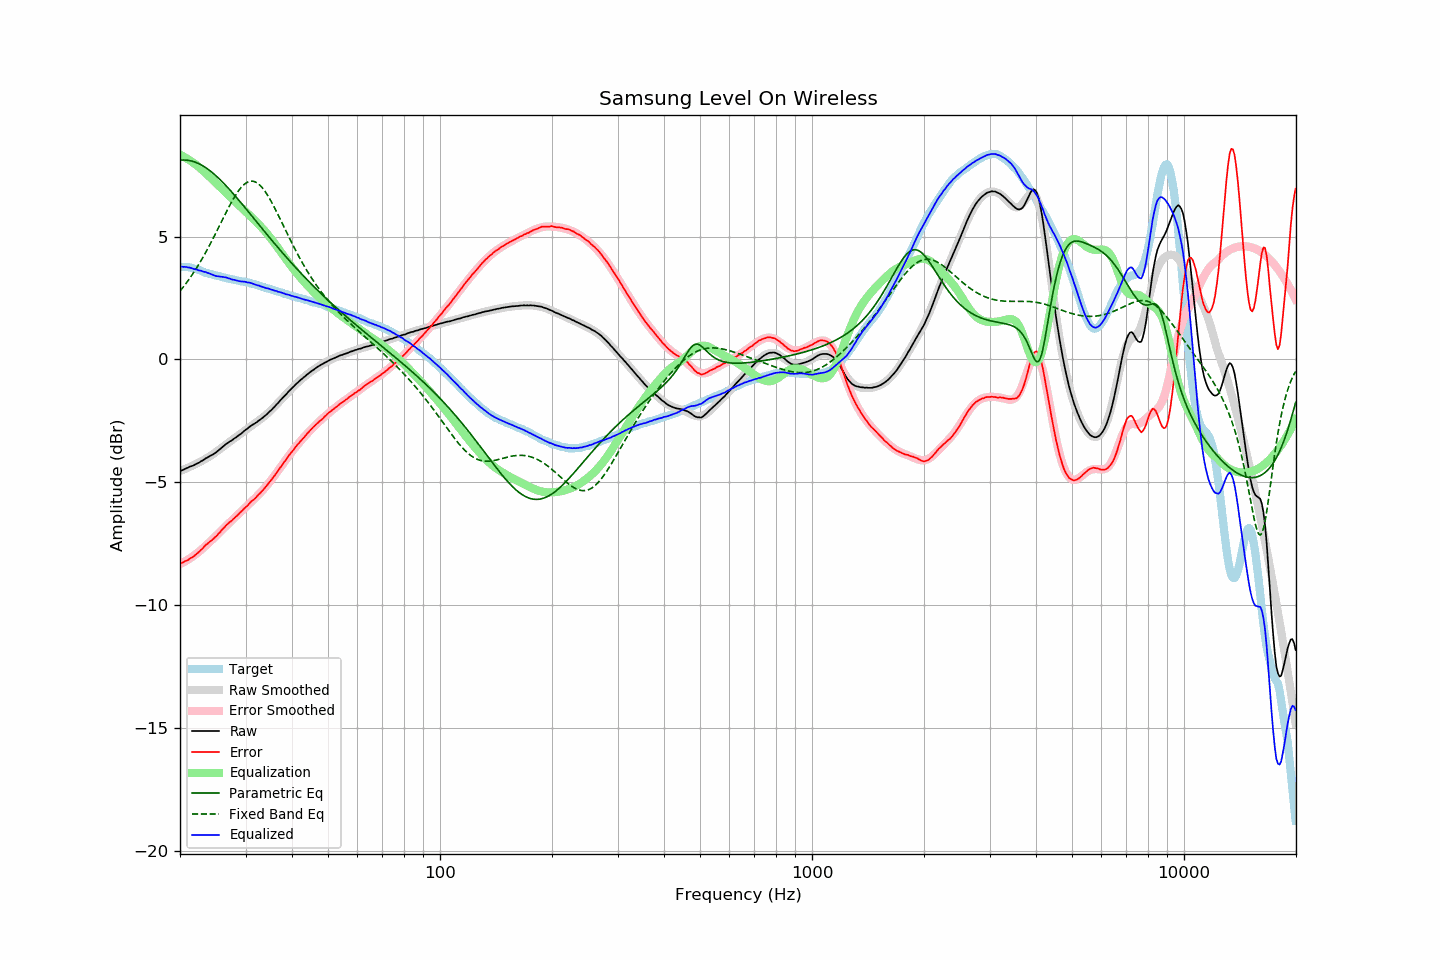 Samsung Level On Wireless
Amplitude (dBr)
5
0
−5
−10
−15
−20
Target
Raw Smoothed
Error Smoothed
Raw
Error
Equalization
Parametric Eq
Fixed Band Eq
Equalized
100
1000
10000
Frequency (Hz)